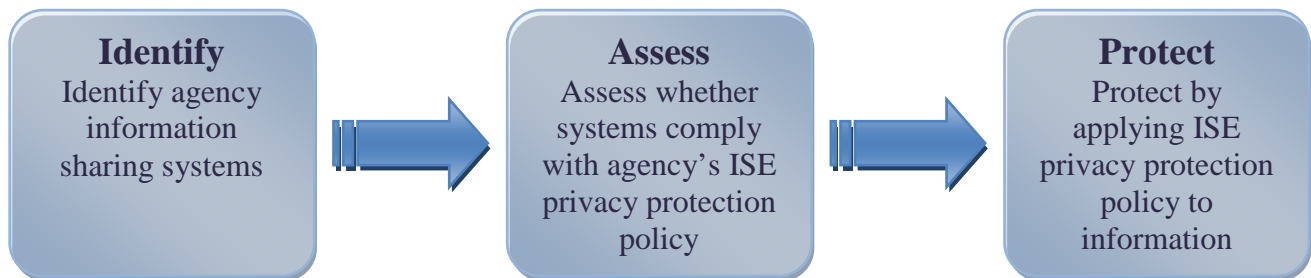 Identify
Identify agency
information
sharing systems
Assess
Assess whether
systems comply
with agency’s ISE
privacy protection
policy
Protect
Protect by
applying ISE
privacy protection
policy to
information